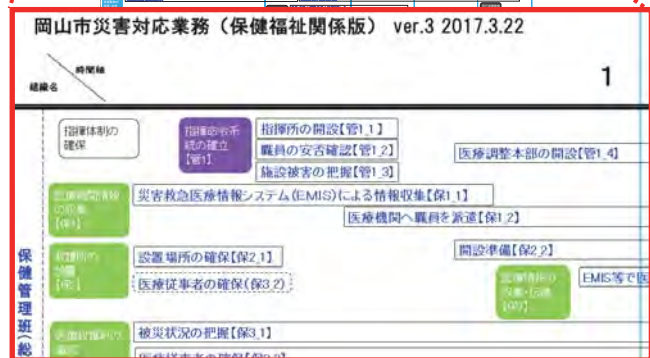 岡山市災害対応業務（保健福祉関係版） ver.3 2017.3.22
時間軸
組織名
1
指揮体制の
確保
指揮命令系
統の確立
【管1】
指揮所の開設【管1_1】
職員の安否確認【管1_2】
施設被害の把握【管1_3】
医療調整本部の開設【管1_4】
災害救急医療情報システム(EMIS)による情報収集【保1_1】
医療機関へ職員を派遣【保1_2】
設置場所の確保【保2_1】
開設準備【保2_2】
医療従事者の確保(保3_2)
EMIS等で医
被災状況の把握【保3_1】
保健管理班(総